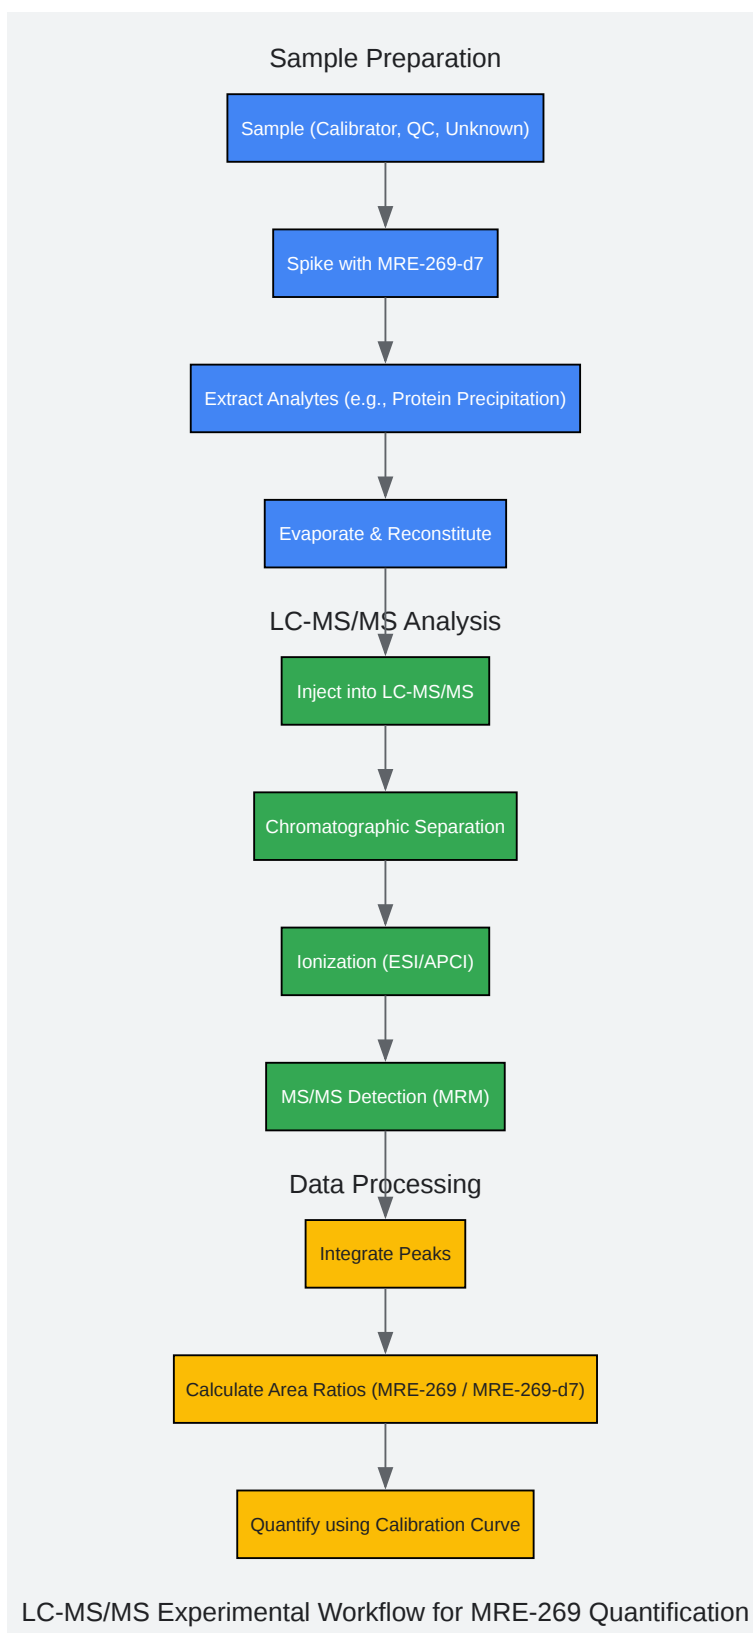 Sample Preparation
Sample (Calibrator, QC, Unknown)
Spike with MRE-269-d7
Extract Analytes (e.g., Protein Precipitation)
Evaporate & Reconstitute
LC-MS/MS Analysis
Inject into LC-MS/MS
Chromatographic Separation
Ionization (ESI/APCI)
MS/MS Detection (MRM)
Data Processing
Integrate Peaks
Calculate Area Ratios (MRE-269 / MRE-269-d7)
Quantify using Calibration Curve
LC-MS/MS Experimental Workflow for MRE-269 Quantification